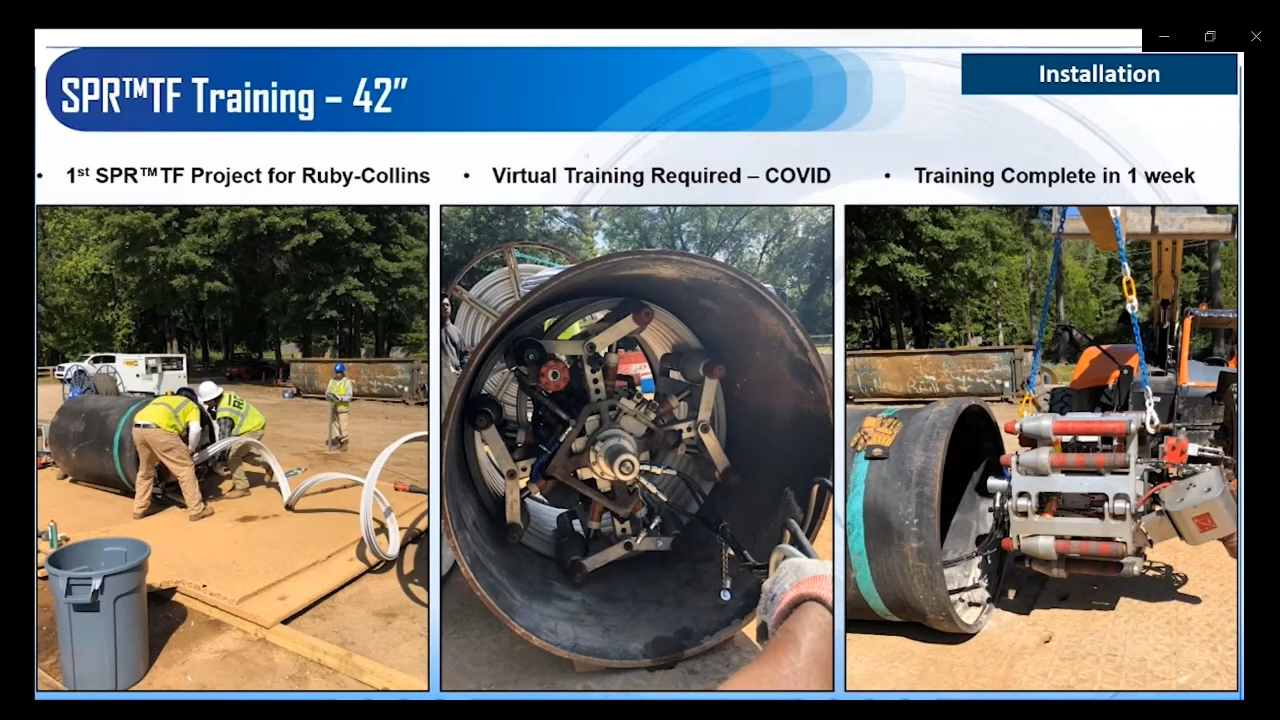 SPR™TF Training – 42"
Installation
• 1st SPR™TF Project for Ruby-Collins
• Virtual Training Required – COVID
• Training Complete in 1 week